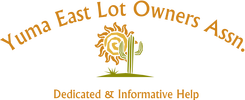 Yuma East Lot Owners Assn.
Dedicated & Informative Help